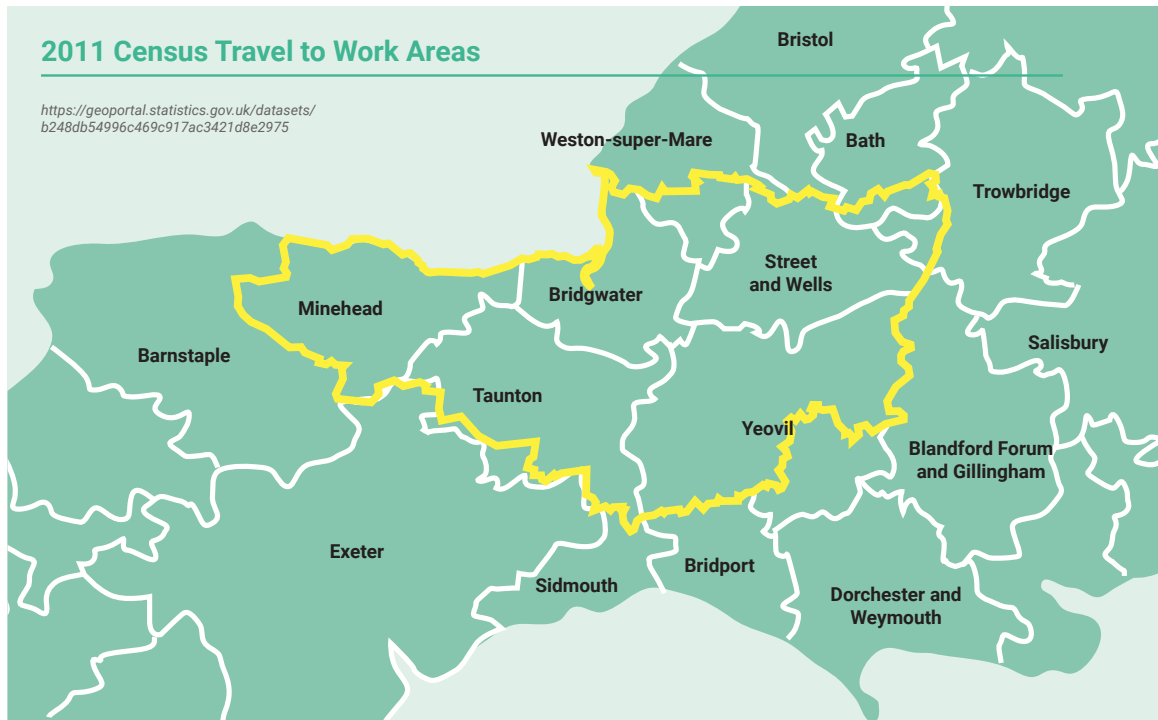 2011 Census Travel to Work Areas
https://geoportal.statistics.gov.uk/datasets/
b248db54996c469c917ac3421d8e2975
Bristol
Weston-super-Mare
Bath
Trowbridge
Street
and Wells
Bridgwater
Minehead
Salisbury
Barnstaple
Taunton
Yeovil
Blandford Forum
and Gillingham
Exeter
Bridport
Sidmouth
Dorchester and
Weymouth